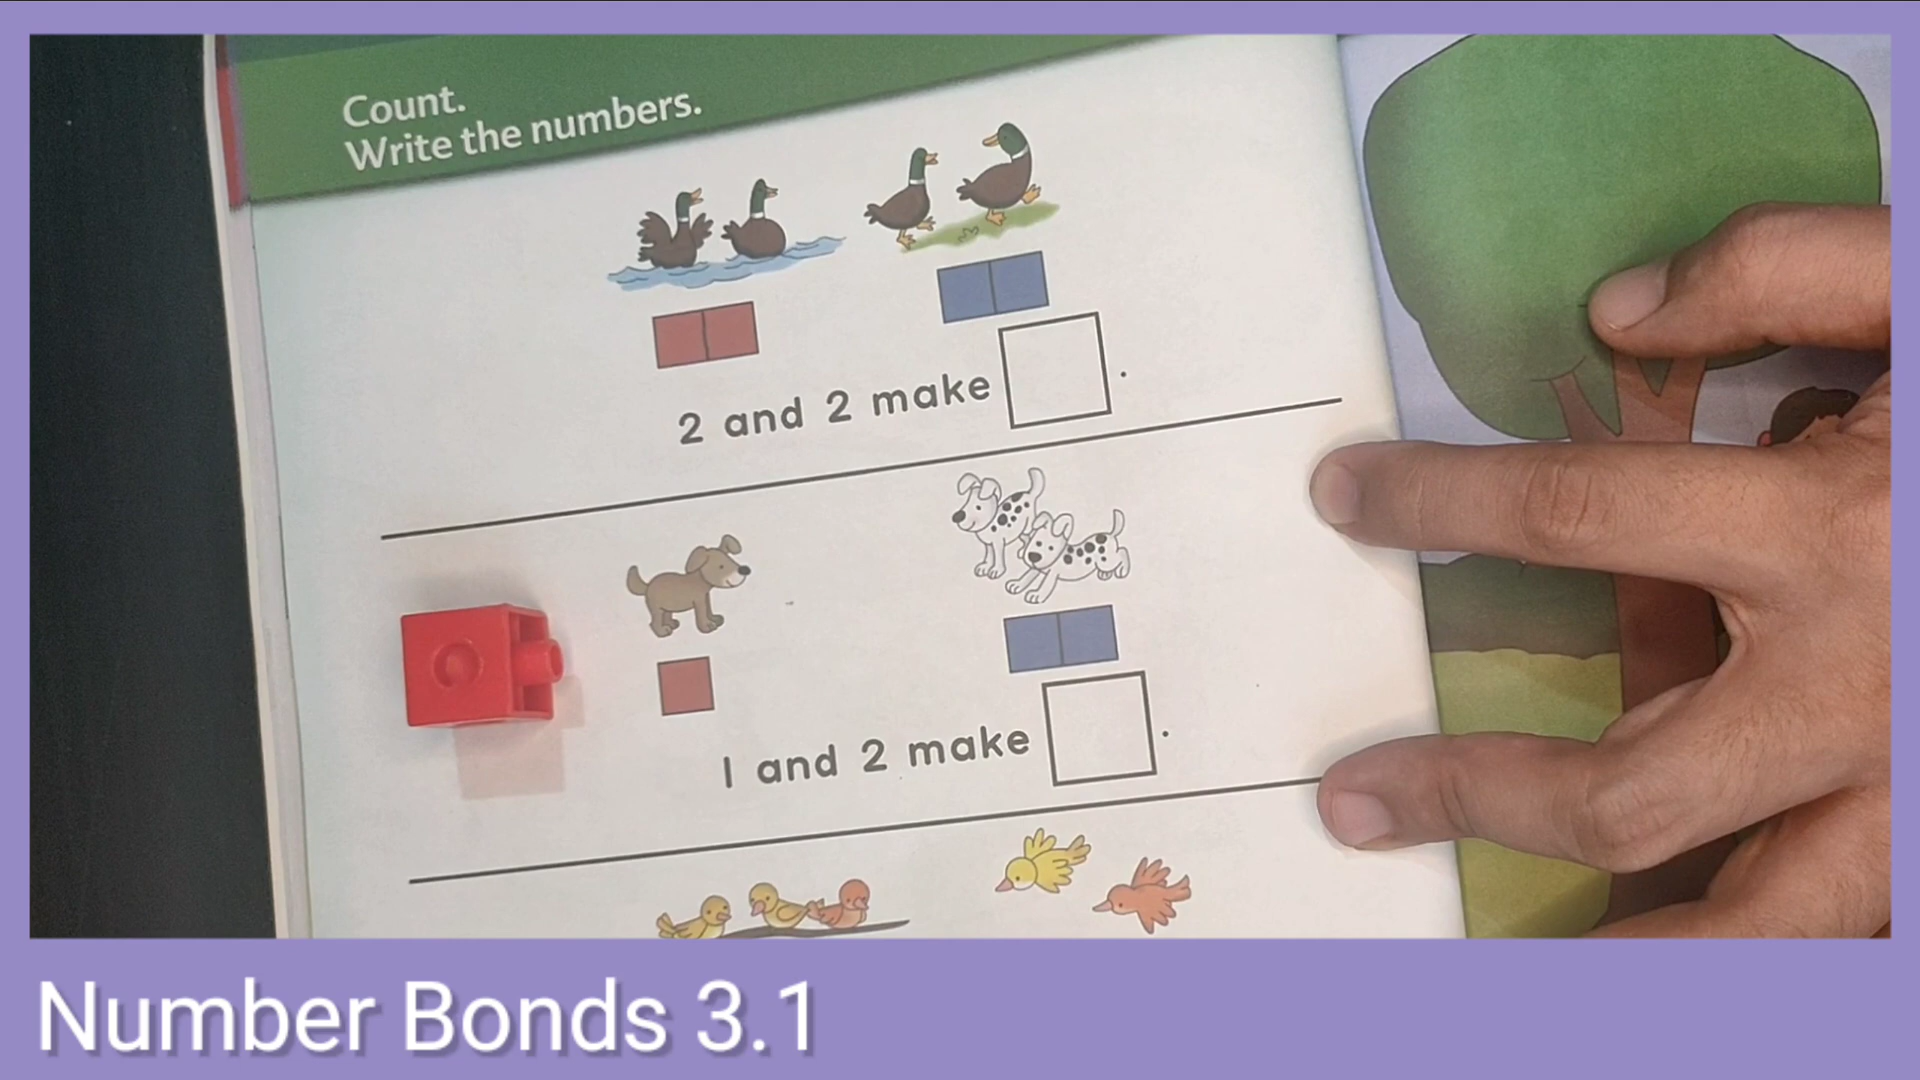 Count.
Write the numbers.
2 and 2 make .
1 and 2 make .
Number Bonds 3.1